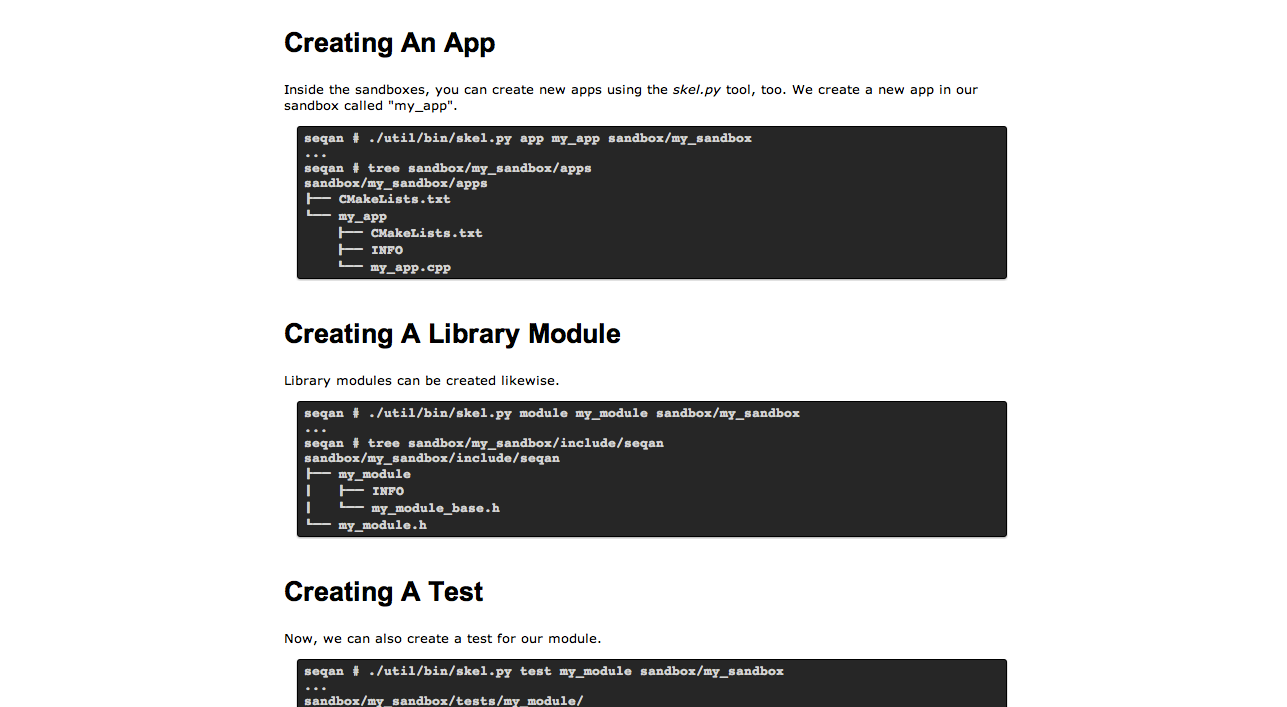 Creating An App
Inside the sandboxes, you can create new apps using the skel.py tool, too. We create a new app in our
sandbox called "my_app".
seqan # ./util/bin/skel.py app my_app sandbox/my_sandbox
...
seqan # tree sandbox/my_sandbox/apps
sandbox/my_sandbox/apps
├── CMakeLists.txt
└── my_app
    ├── CMakeLists.txt
    ├── INFO
    └── my_app.cpp
Creating A Library Module
Library modules can be created likewise.
seqan # ./util/bin/skel.py module my_module sandbox/my_sandbox
...
seqan # tree sandbox/my_sandbox/include/seqan
sandbox/my_sandbox/include/seqan
├── my_module
│   ├── INFO
│   └── my_module_base.h
└── my_module.h
Creating A Test
Now, we can also create a test for our module.
seqan # ./util/bin/skel.py test my_module sandbox/my_sandbox
...
sandbox/my_sandbox/tests/my_module/